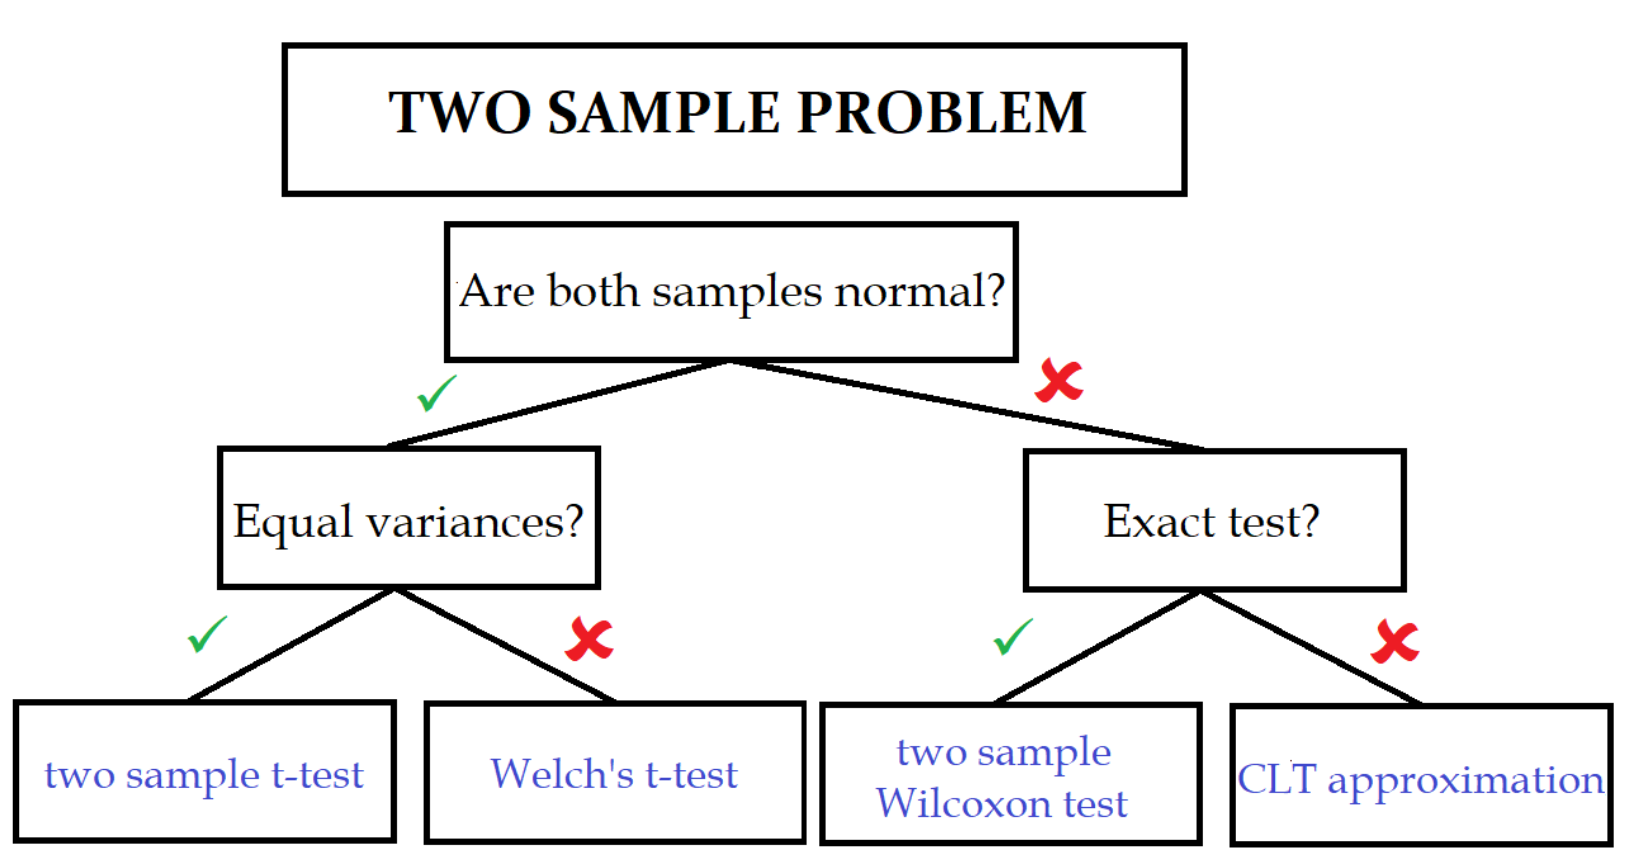 TWO SAMPLE PROBLEM
Are both samples normal?
Equal variances?
Exact test?
two sample t-test
Welch's t-test
two sample
Wilcoxon test
CLT approximation